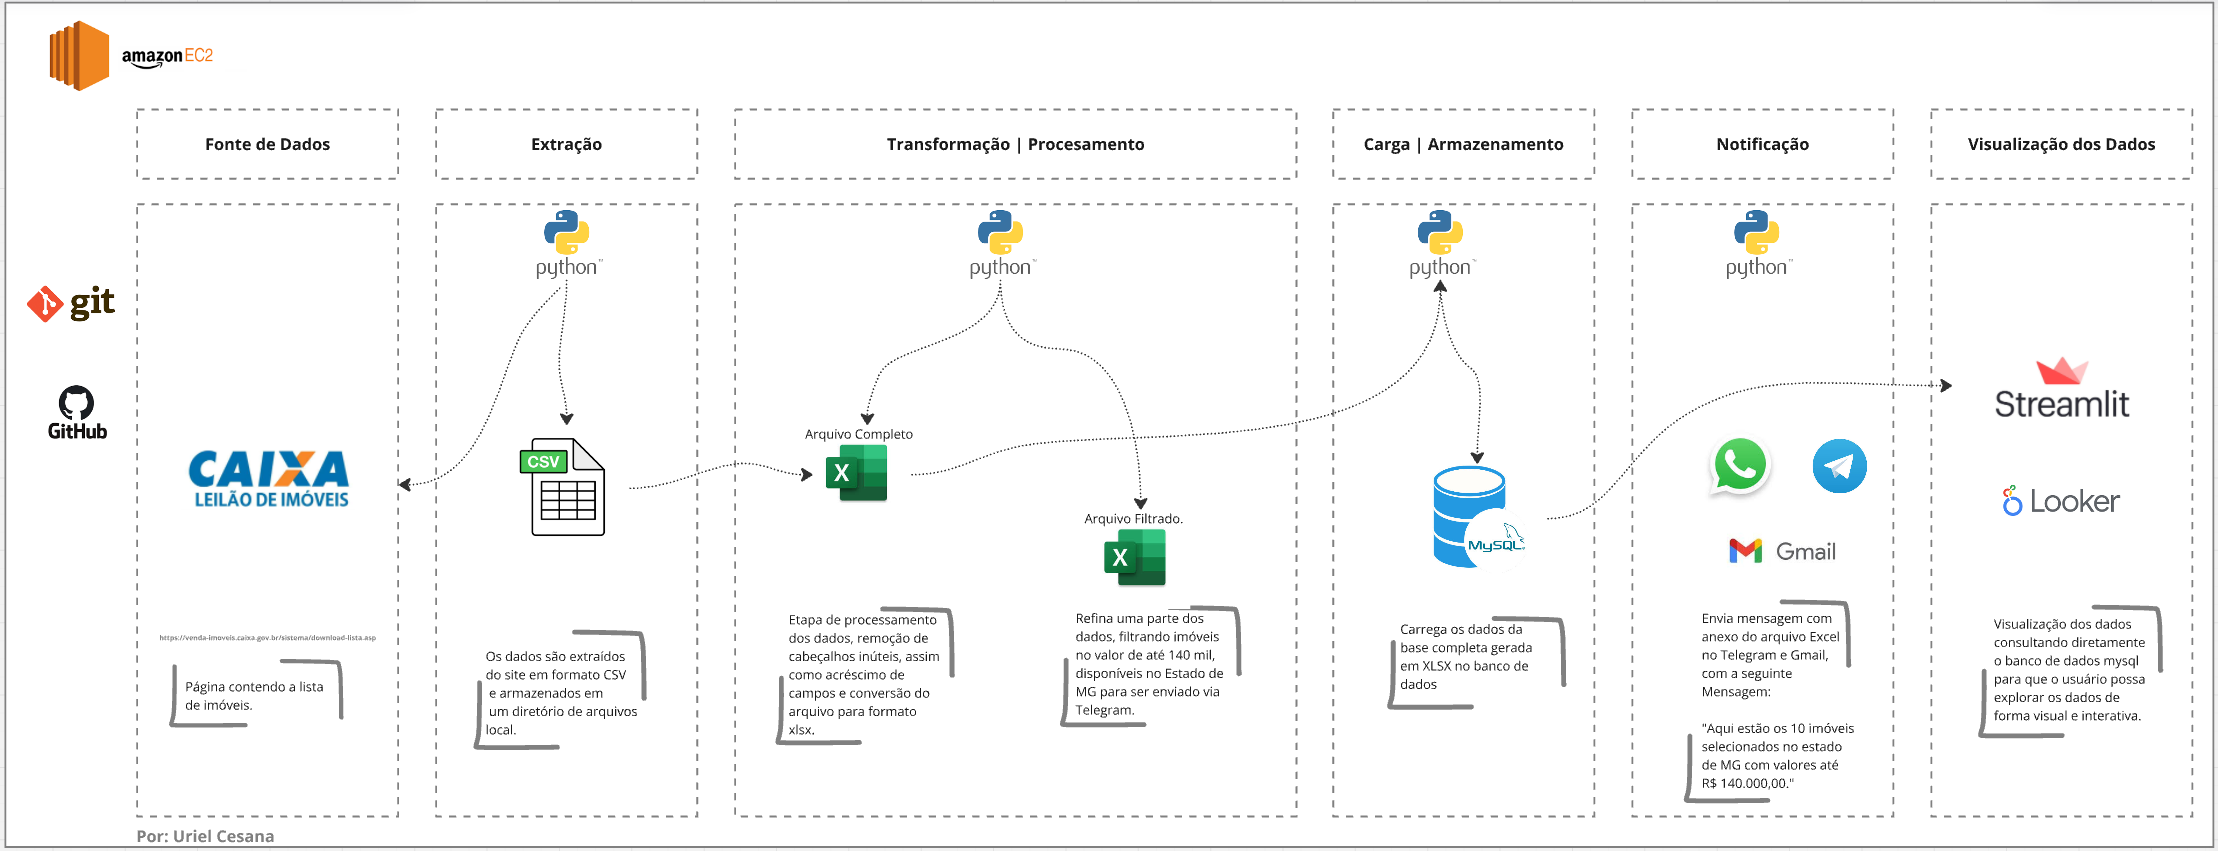 amazon EC2
Fonte de Dados
Extração
Transformação | Procesamento
Carga | Armazenamento
Notificação
Visualização dos Dados
git
GitHub
CAIXA
LEILÃO DE IMÓVEIS
https://venda-imoveis.caixa.gov.br/sistema/download-lista.asp
Página contendo a lista
de imóveis.
python™
CSV
Os dados são extraídos
do site em formato CSV
e armazenados em
um diretório de arquivos
local.
python™
Arquivo Completo
X
Arquivo Filtrado.
X
Etapa de processamento
dos dados, remoção de
cabeçalhos inúteis, assim
como acréscimo de
campos e conversão do
arquivo para formato
xlsx.
Refina uma parte dos
dados, filtrando imóveis
no valor de até 140 mil,
disponíveis no Estado de
MG para ser enviado via
Telegram.
python™
MySQL
Carrega os dados da
base completa gerada
em XLSX no banco de
dados
python™
Gmail
Envia mensagem com
anexo do arquivo Excel
no Telegram e Gmail,
com a seguinte
Mensagem:
"Aqui estão os 10 imóveis
selecionados no estado
de MG com valores até
R$ 140.000,00."
Streamlit
Looker
Visualização dos dados
consultando diretamente
o banco de dados mysql
para que o usuário possa
explorar os dados de
forma visual e interativa.
Por: Uriel Cesana